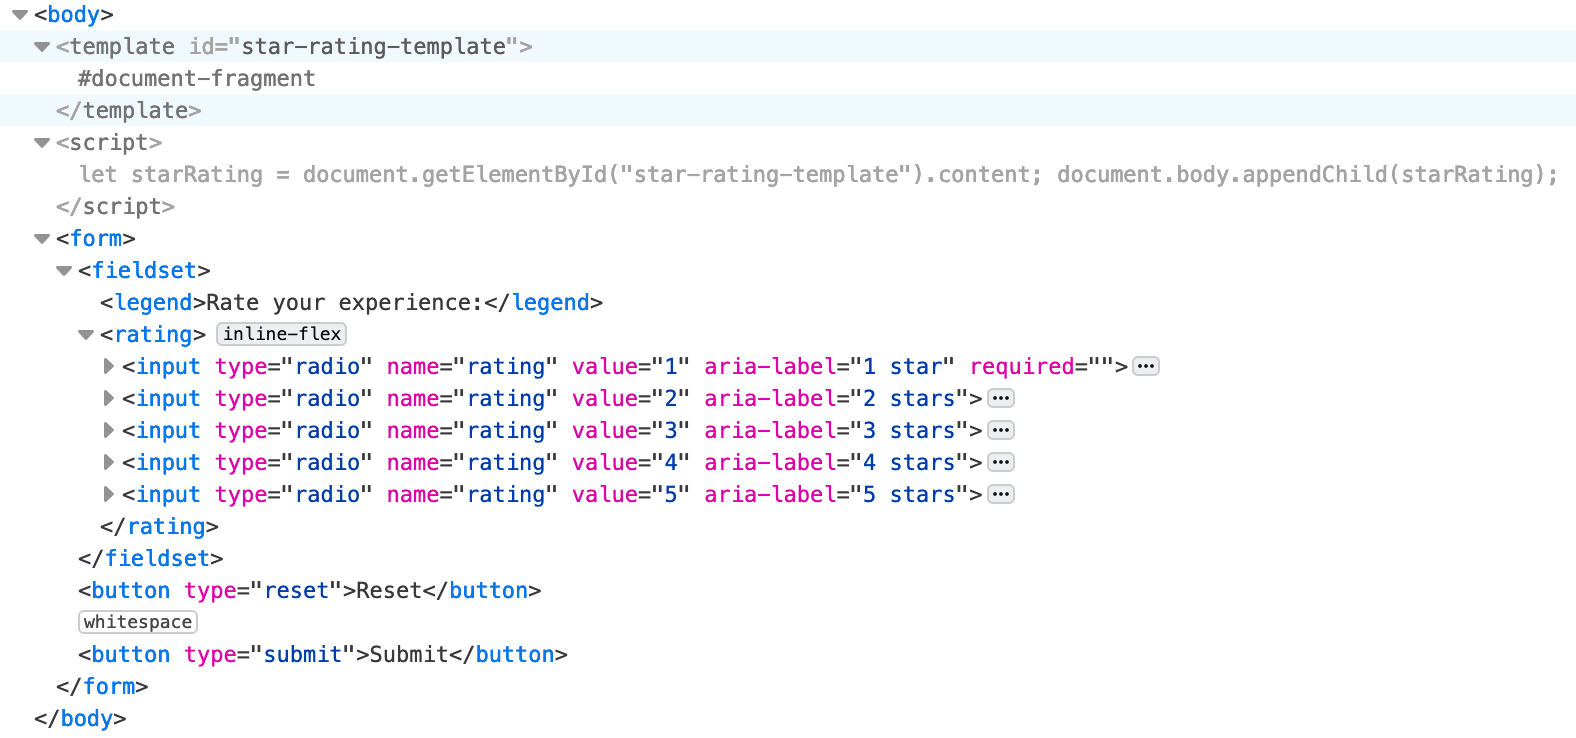 <body>
<template id="star-rating-template">
#document-fragment
</template>
<script>
let starRating = document.getElementById("star-rating-template").content; document.body.appendChild(starRating);
</script>
<form>
<fieldset>
<legend>Rate your experience:</legend>
<rating> inline-flex
<input type="radio" name="rating" value="1" aria-label="1 star" required="">
<input type="radio" name="rating" value="2" aria-label="2 stars">
<input type="radio" name="rating" value="3" aria-label="3 stars">
<input type="radio" name="rating" value="4" aria-label="4 stars">
<input type="radio" name="rating" value="5" aria-label="5 stars">
</rating>
</fieldset>
<button type="reset">Reset</button>
whitespace
<button type="submit">Submit</button>
</form>
</body>